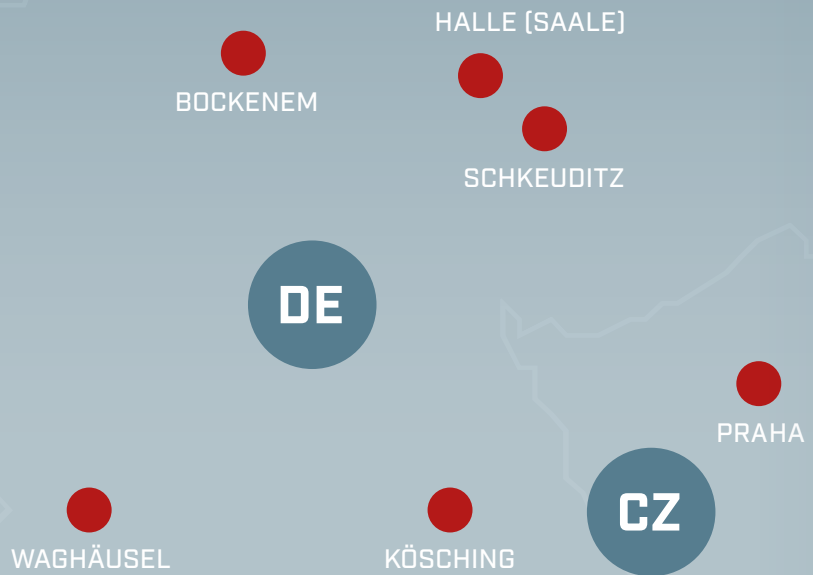 HALLE (SAALE)
BOCKENEM
SCHKEUDITZ
DE
PRAHA
CZ
WAGHÄUSEL
KÖSCHING